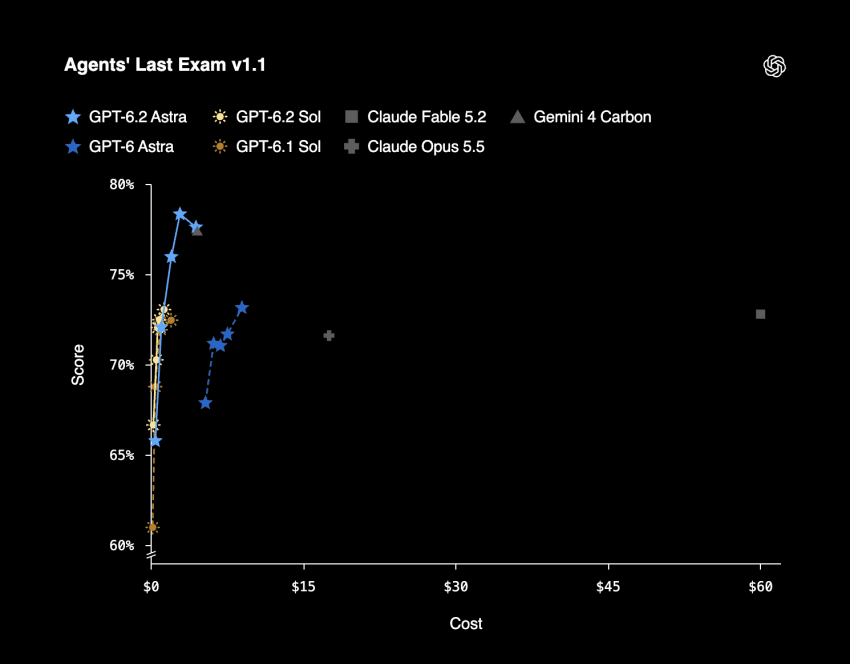 Agents' Last Exam v1.1
GPT-6.2 Astra GPT-6.2 Sol Claude Fable 5.2 Gemini 4 Carbon
GPT-6 Astra GPT-6.1 Sol Claude Opus 5.5
80%
75%
70%
65%
60%
Score
$0 $15 $30 $45 $60
Cost